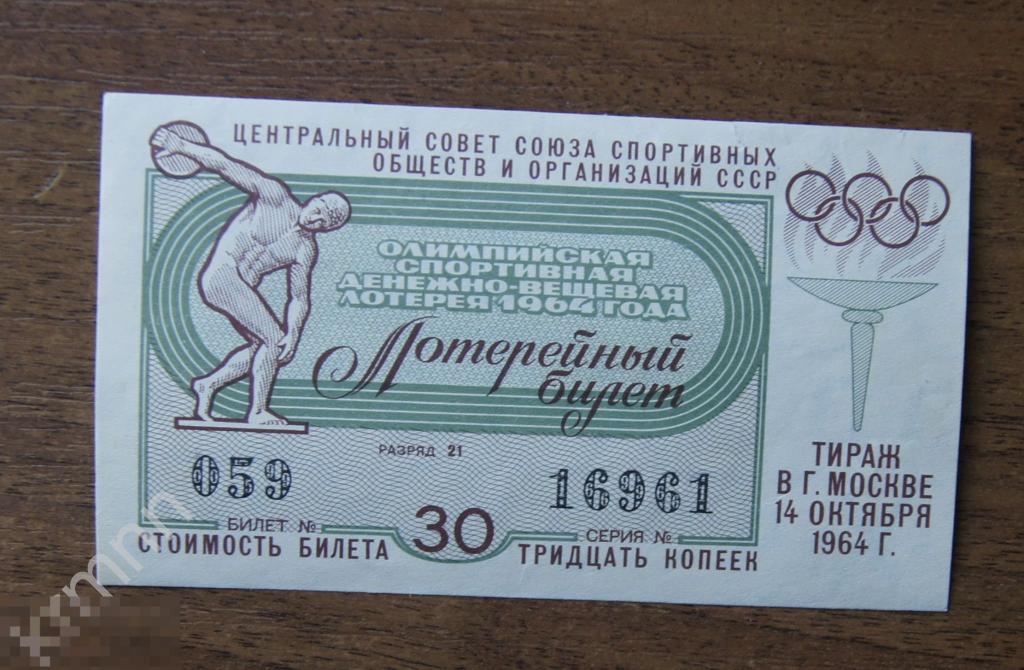 ЦЕНТРАЛЬНЫЙ СОВЕТ СОЮЗА СПОРТИВНЫХ
ОБЩЕСТВ И ОРГАНИЗАЦИЙ СССР
ОЛИМПИЙСКАЯ
СПОРТИВНАЯ
ДЕНЕЖНО-ВЕЩЕВАЯ
ЛОТЕРЕЯ 1964 ГОДА
Лотерейный
билет
РАЗРЯД 21
059
16961
БИЛЕТ №
30
СЕРИЯ №
СТОИМОСТЬ БИЛЕТА
ТРИДЦАТЬ КОПЕЕК
ТИРАЖ
В Г. МОСКВЕ
14 ОКТЯБРЯ
1964 Г.